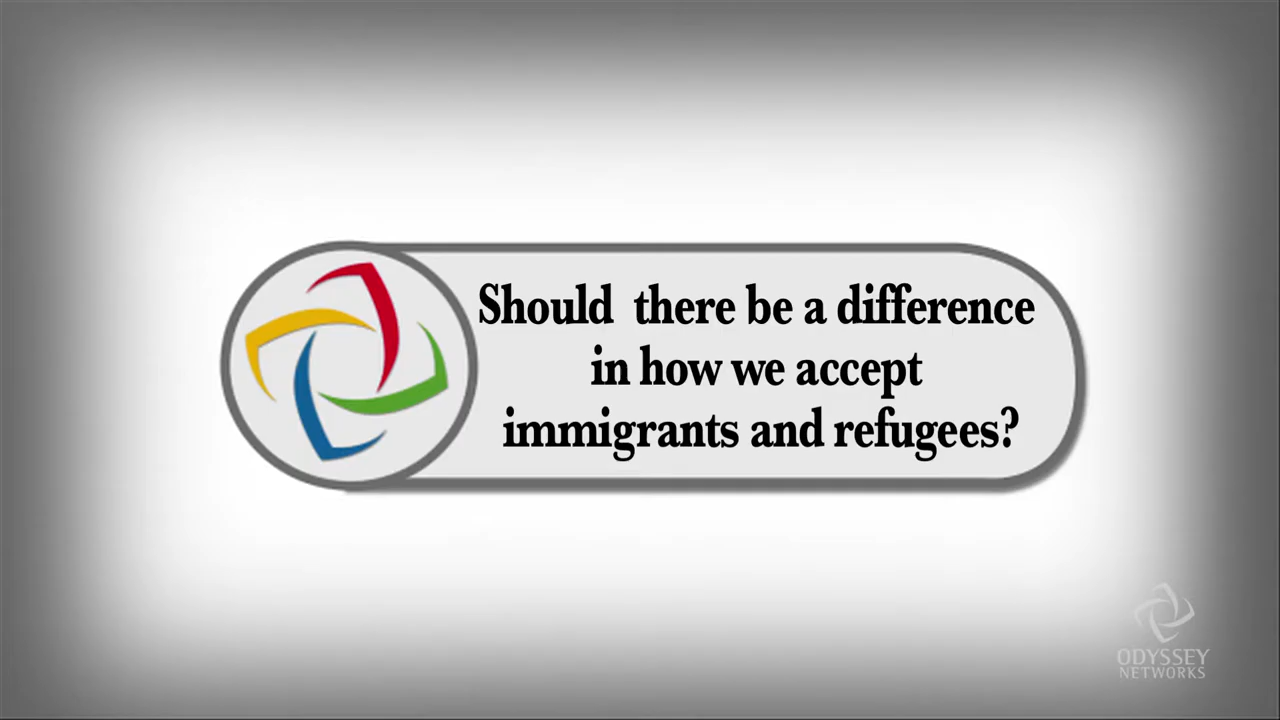 Should  there be a difference
in how we accept
immigrants and refugees?
ODYSSEY
NETWORKS